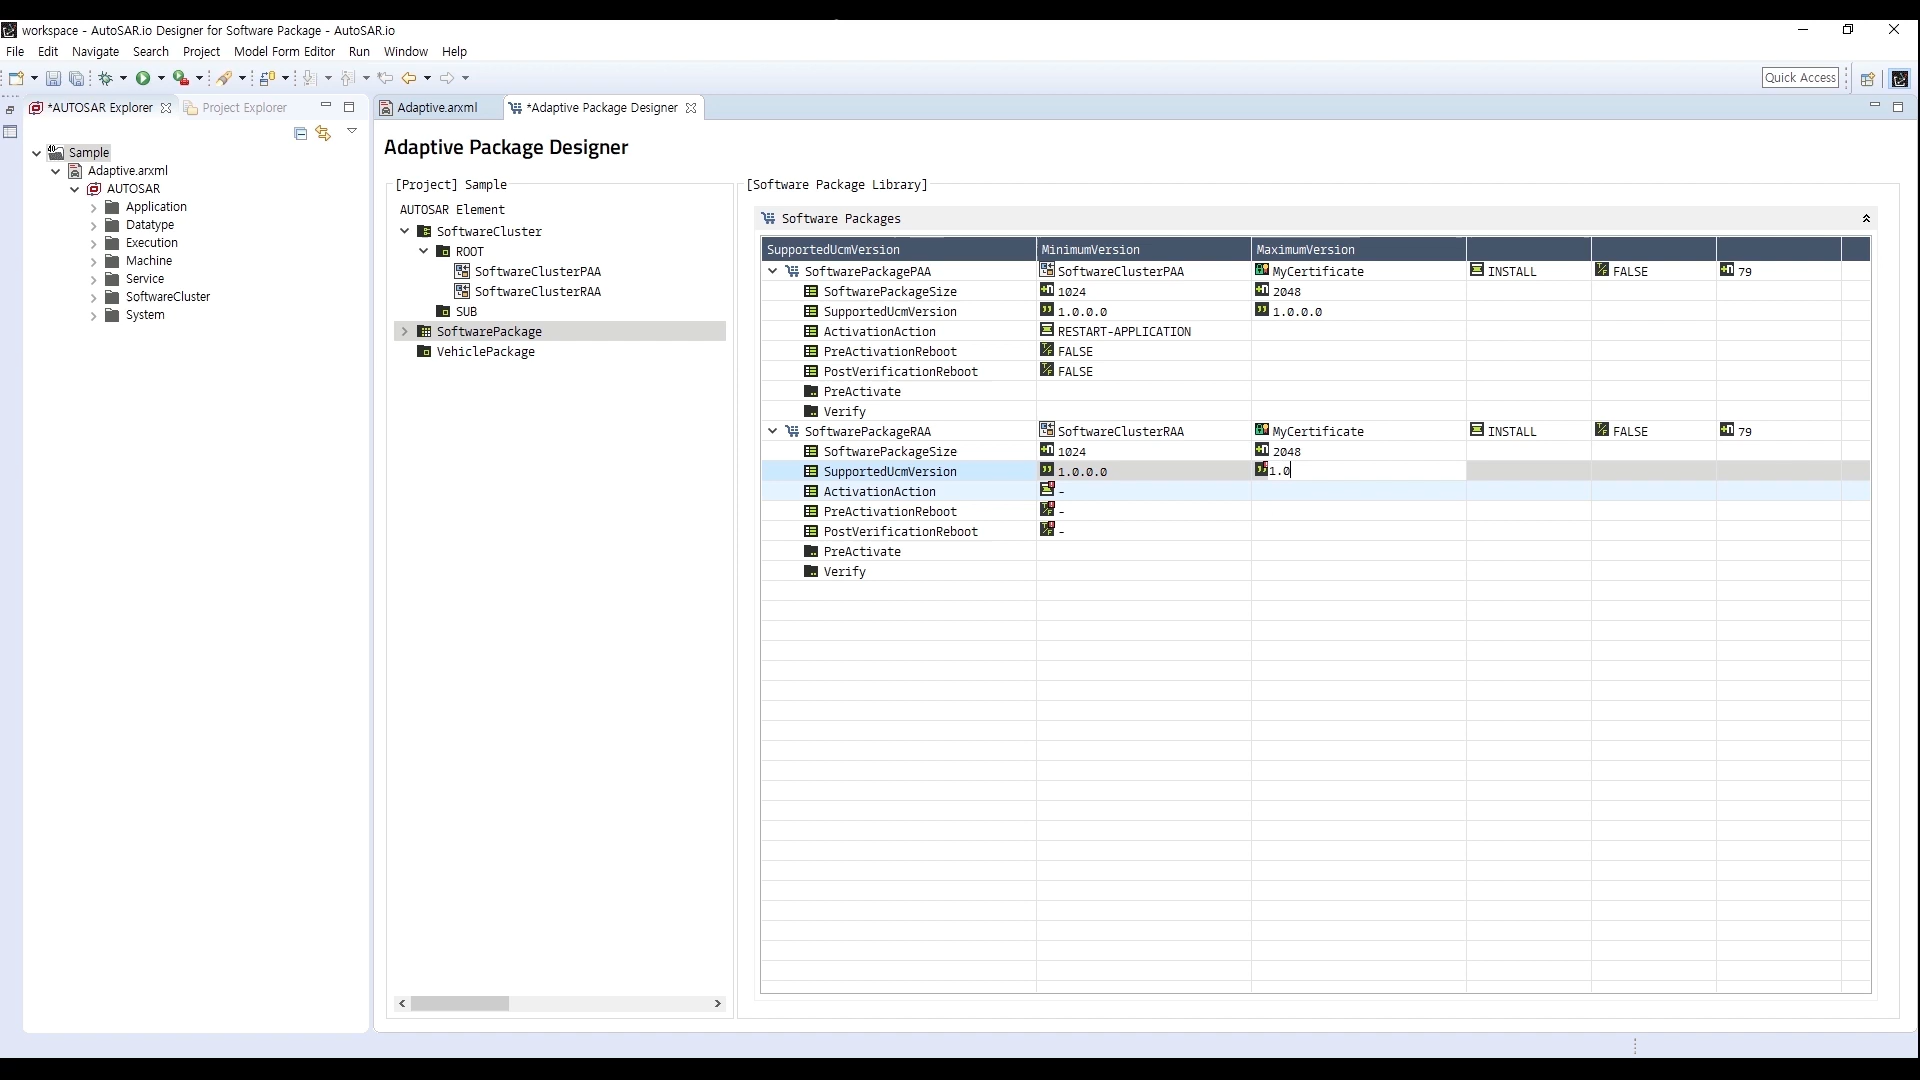 workspace - AutoSAR.io Designer for Software Package - AutoSAR.io
File Edit Navigate Search Project Model Form Editor Run Window Help
Quick Access
*AUTOSAR Explorer Project Explorer
Adaptive.arxml *Adaptive Package Designer
Sample
Adaptive.arxml
AUTOSAR
Application
Datatype
Execution
Machine
Service
SoftwareCluster
System
Adaptive Package Designer
[Project] Sample
AUTOSAR Element
SoftwareCluster
ROOT
SoftwareClusterPAA
SoftwareClusterRAA
SUB
SoftwarePackage
VehiclePackage
[Software Package Library]
Software Packages
SupportedUcmVersion MinimumVersion MaximumVersion
SoftwarePackagePAA SoftwareClusterPAA MyCertificate INSTALL FALSE 79
SoftwarePackageSize 1024 2048
SupportedUcmVersion 1.0.0.0 1.0.0.0
ActivationAction RESTART-APPLICATION
PreActivationReboot FALSE
PostVerificationReboot FALSE
PreActivate
Verify
SoftwarePackageRAA SoftwareClusterRAA MyCertificate INSTALL FALSE 79
SoftwarePackageSize 1024 2048
SupportedUcmVersion 1.0.0.0 1.0
ActivationAction -
PreActivationReboot -
PostVerificationReboot -
PreActivate
Verify